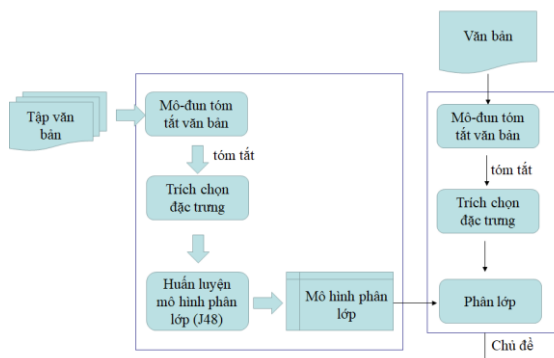 Văn bản
Tập văn
bản
Mô-đun tóm
tắt văn bản
tóm tắt
Trích chọn
đặc trưng
Huấn luyện
mô hình phân
lớp (J48)
Mô hình phân
lớp
Mô-đun tóm
tắt văn bản
tóm tắt
Trích chọn
đặc trưng
Phân lớp
Chủ đề